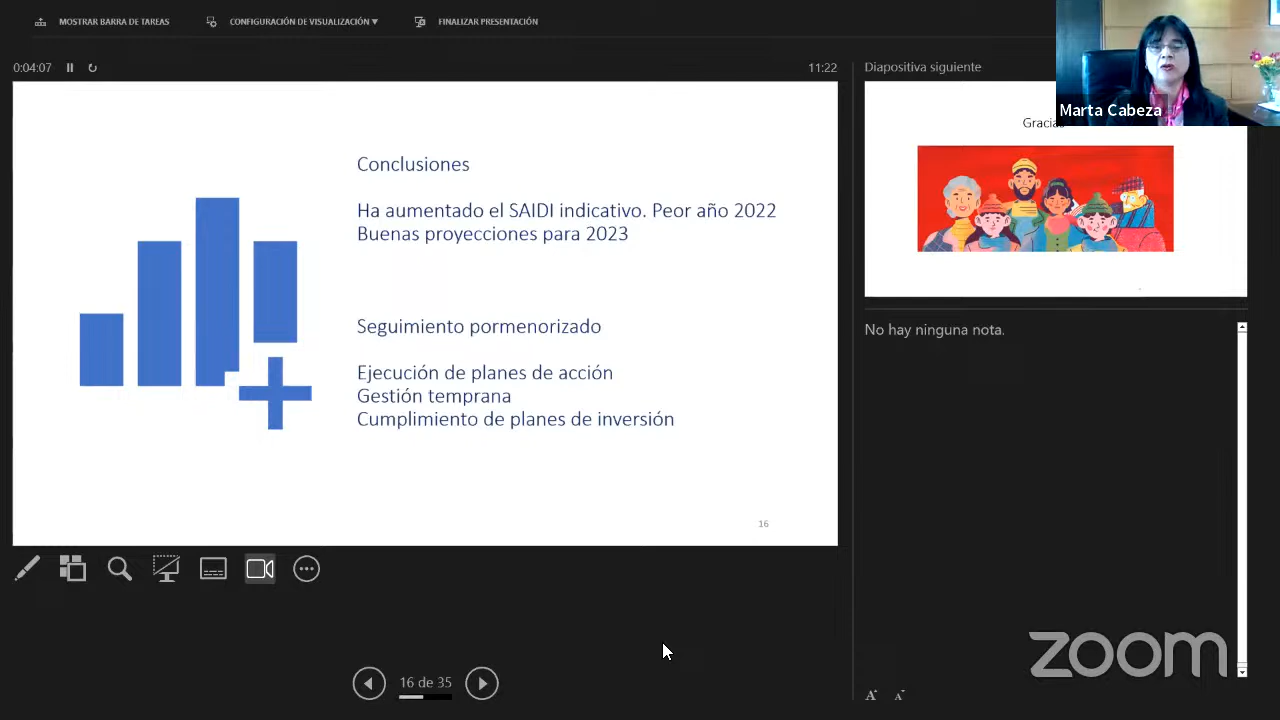 MOSTRAR BARRA DE TAREAS
CONFIGURACIÓN DE VISUALIZACIÓN ▼
FINALIZAR PRESENTACIÓN
0:04:07
11:22
Diapositiva siguiente
Marta Cabeza
Conclusiones
Ha aumentado el SAIDI indicativo. Peor año 2022
Buenas proyecciones para 2023
Seguimiento pormenorizado
Ejecución de planes de acción
Gestión temprana
Cumplimiento de planes de inversión
16
Gracia
No hay ninguna nota.
16 de 35
A A
zoom